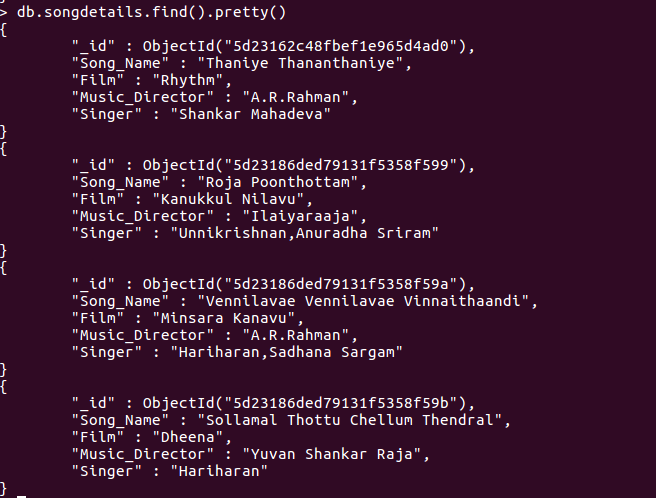 > db.songdetails.find().pretty()
{
"_id" : ObjectId("5d23162c48fbef1e965d4ad0"),
"Song_Name" : "Thaniye Thananthaniye",
"Film" : "Rhythm",
"Music_Director" : "A.R.Rahman",
"Singer" : "Shankar Mahadeva"
}
{
"_id" : ObjectId("5d23186ded79131f5358f599"),
"Song_Name" : "Roja Poonthottam",
"Film" : "Kanukkul Nilavu",
"Music_Director" : "Ilaiyaraaja",
"Singer" : "Unnikrishnan,Anuradha Sriram"
}
{
"_id" : ObjectId("5d23186ded79131f5358f59a"),
"Song_Name" : "Vennilavae Vennilavae Vinnaithaandi",
"Film" : "Minsara Kanavu",
"Music_Director" : "A.R.Rahman",
"Singer" : "Hariharan,Sadhana Sargam"
}
{
"_id" : ObjectId("5d23186ded79131f5358f59b"),
"Song_Name" : "Sollamal Thottu Chellum Thendral",
"Film" : "Dheena",
"Music_Director" : "Yuvan Shankar Raja",
"Singer" : "Hariharan"
}